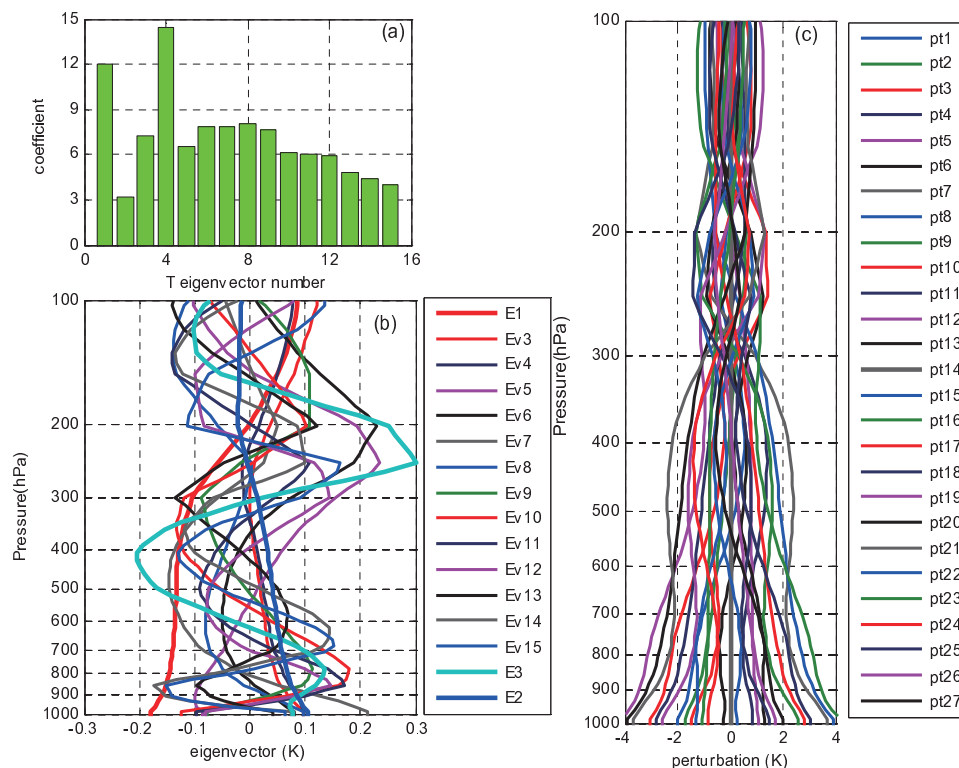 (a)
15
12
9
6
3
0
coefficient
0 4 8 12 16
T eigenvector number
(b)
100
200
300
400
500
600
700
800
900
1000
Pressure(hPa)
-0.3 -0.2 -0.1 0 0.1 0.2 0.3
eigenvector (K)
E1
Ev3
Ev4
Ev5
Ev6
Ev7
Ev8
Ev9
Ev10
Ev11
Ev12
Ev13
Ev14
Ev15
E3
E2
(c)
100
200
300
400
500
600
700
800
900
1000
Pressure(hPa)
-4 -2 0 2 4
perturbation (K)
pt1
pt2
pt3
pt4
pt5
pt6
pt7
pt8
pt9
pt10
pt11
pt12
pt13
pt14
pt15
pt16
pt17
pt18
pt19
pt20
pt21
pt22
pt23
pt24
pt25
pt26
pt27